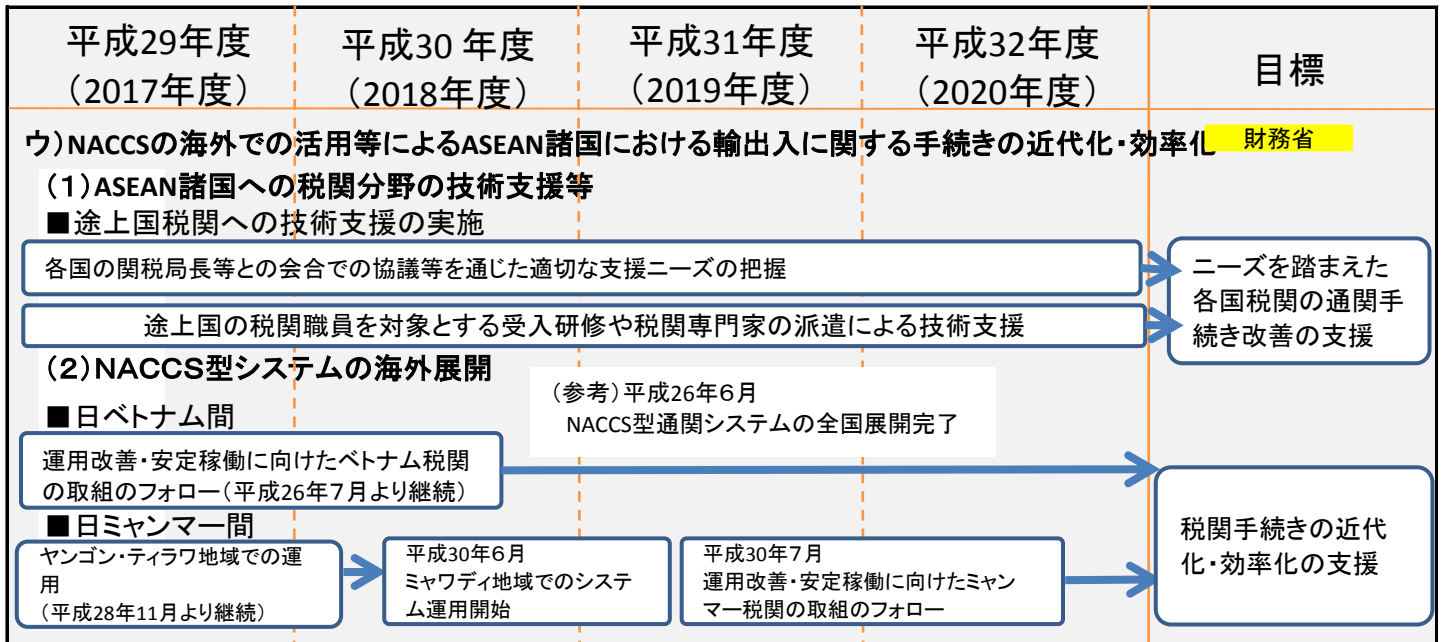 平成29年度
（2017年度）
平成30 年度
（2018年度）
平成31年度
（2019年度）
平成32年度
（2020年度）
目標
ウ）NACCSの海外での活用等によるASEAN諸国における輸出入に関する手続きの近代化・効率化
財務省
（１）ASEAN諸国への税関分野の技術支援等
■途上国税関への技術支援の実施
各国の関税局長等との会合での協議等を通じた適切な支援ニーズの把握
途上国の税関職員を対象とする受入研修や税関専門家の派遣による技術支援
ニーズを踏まえた
各国税関の通関手
続き改善の支援
（２）NACCS型システムの海外展開
（参考）平成26年６月
NACCS型通関システムの全国展開完了
■日ベトナム間
運用改善・安定稼働に向けたベトナム税関
の取組のフォロー（平成26年７月より継続）
■日ミャンマー間
ヤンゴン・ティラワ地域での運
用
（平成28年11月より継続）
平成30年６月
ミャワディ地域でのシステ
ム運用開始
平成30年７月
運用改善・安定稼働に向けたミャン
マー税関の取組のフォロー
税関手続きの近代
化・効率化の支援